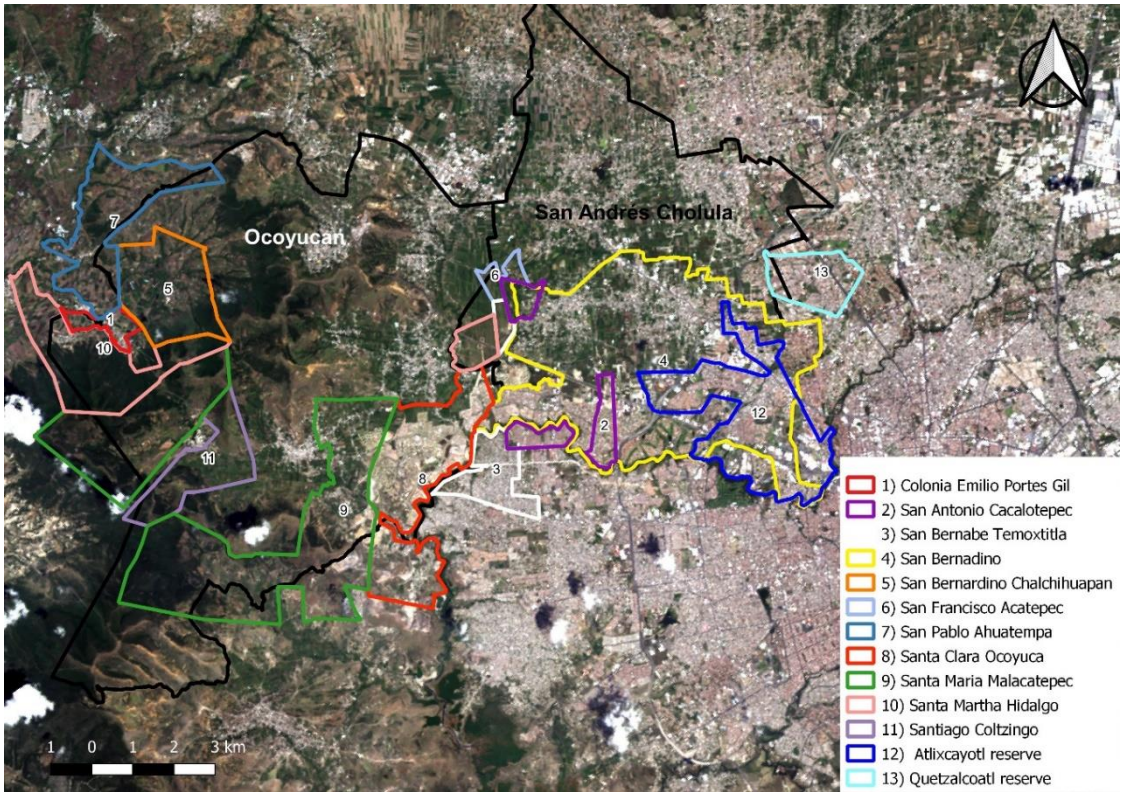 San Andrés Cholula
Ocoyucan
7
6
13
5
1
10
4
12
2
11
3
8
9
1) Colonia Emilio Portes Gil
2) San Antonio Cacalotepec
3) San Bernabe Temoxtitla
4) San Bernadino
5) San Bernardino Chalchihuapan
6) San Francisco Acatepec
7) San Pablo Ahuatempa
8) Santa Clara Ocoyuca
9) Santa Maria Malacatepec
10) Santa Martha Hidalgo
11) Santiago Coltzingo
12) Atlixcayotl reserve
13) Quetzalcoatl reserve
1 0 1 2 3 km